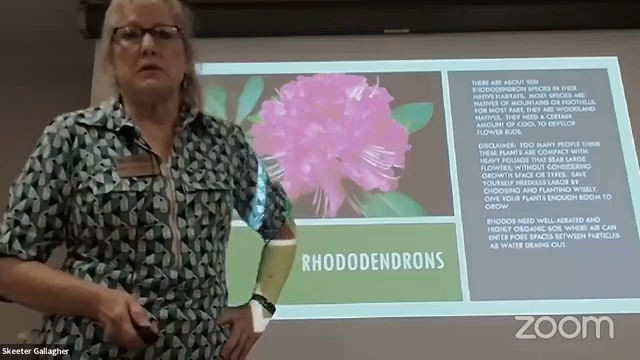 THERE ARE ABOUT 900
RHODODENDRON SPECIES IN THEIR
NATIVE HABITATS. MOST SPECIES ARE
NATIVES OF MOUNTAINS OR FOOTHILLS.
FOR MOST PART, THEY ARE WOODLAND
NATIVES. THEY NEED A CERTAIN
AMOUNT OF COOL TO DEVELOP
FLOWER BUDS.
DISCLAIMER: TOO MANY PEOPLE THINK
THESE PLANTS ARE COMPACT WITH
HEAVY FOLIAGE THAT BEAR LARGE
FLOWERS, WITHOUT CONSIDERING
GROWTH SPACE OR TYPES. SAVE
YOURSELF NEEDLESS LABOR BY
CHOOSING AND PLANTING WISELY.
GIVE YOUR PLANTS ENOUGH ROOM TO
GROW.
RHODOS NEED WELL-AERATED AND
HIGHLY ORGANIC SOIL WHERE AIR CAN
ENTER PORE SPACES BETWEEN PARTICLES
AS WATER DRAINS OUT.
RHODODENDRONS
Skeeter Gallagher
zoom